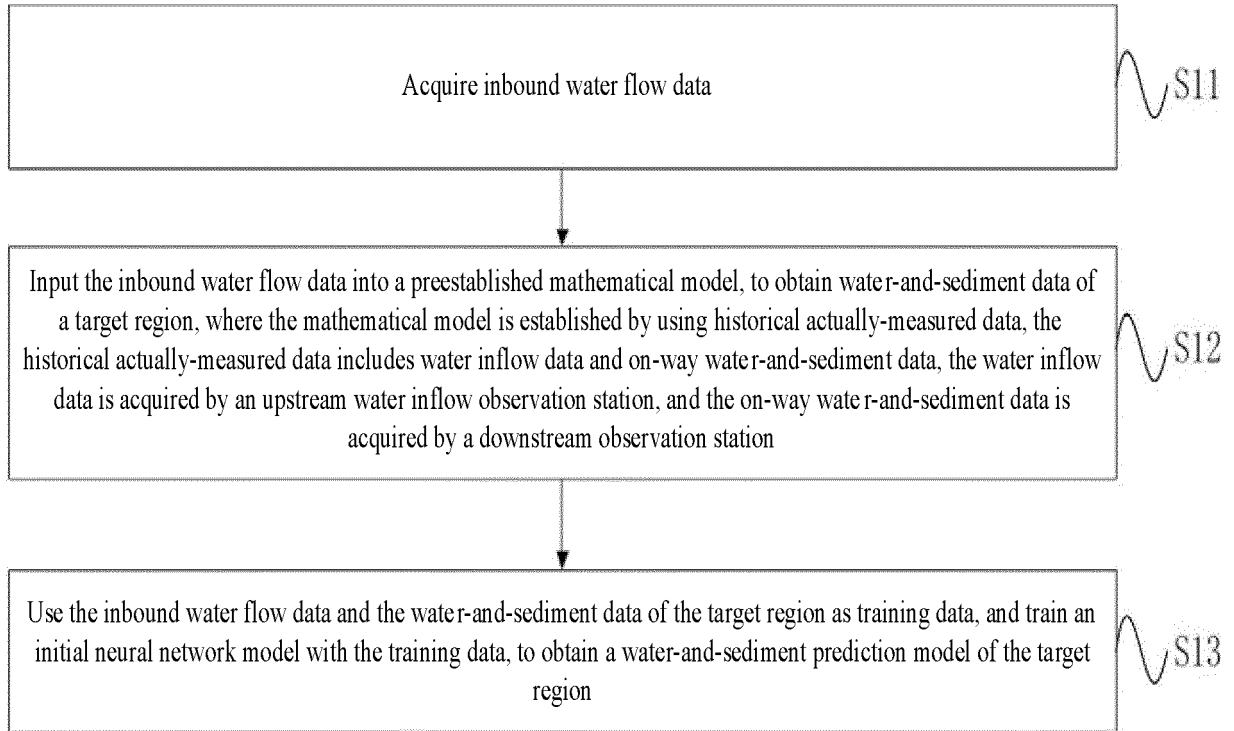 Acquire inbound water flow data
S11
Input the inbound water flow data into a preestablished mathematical model, to obtain water-and-sediment data of
a target region, where the mathematical model is established by using historical actually-measured data, the
historical actually-measured data includes water inflow data and on-way water-and-sediment data, the water inflow
data is acquired by an upstream water inflow observation station, and the on-way water-and-sediment data is
acquired by a downstream observation station
S12
Use the inbound water flow data and the water-and-sediment data of the target region as training data, and train an
initial neural network model with the training data, to obtain a water-and-sediment prediction model of the target
region
S13